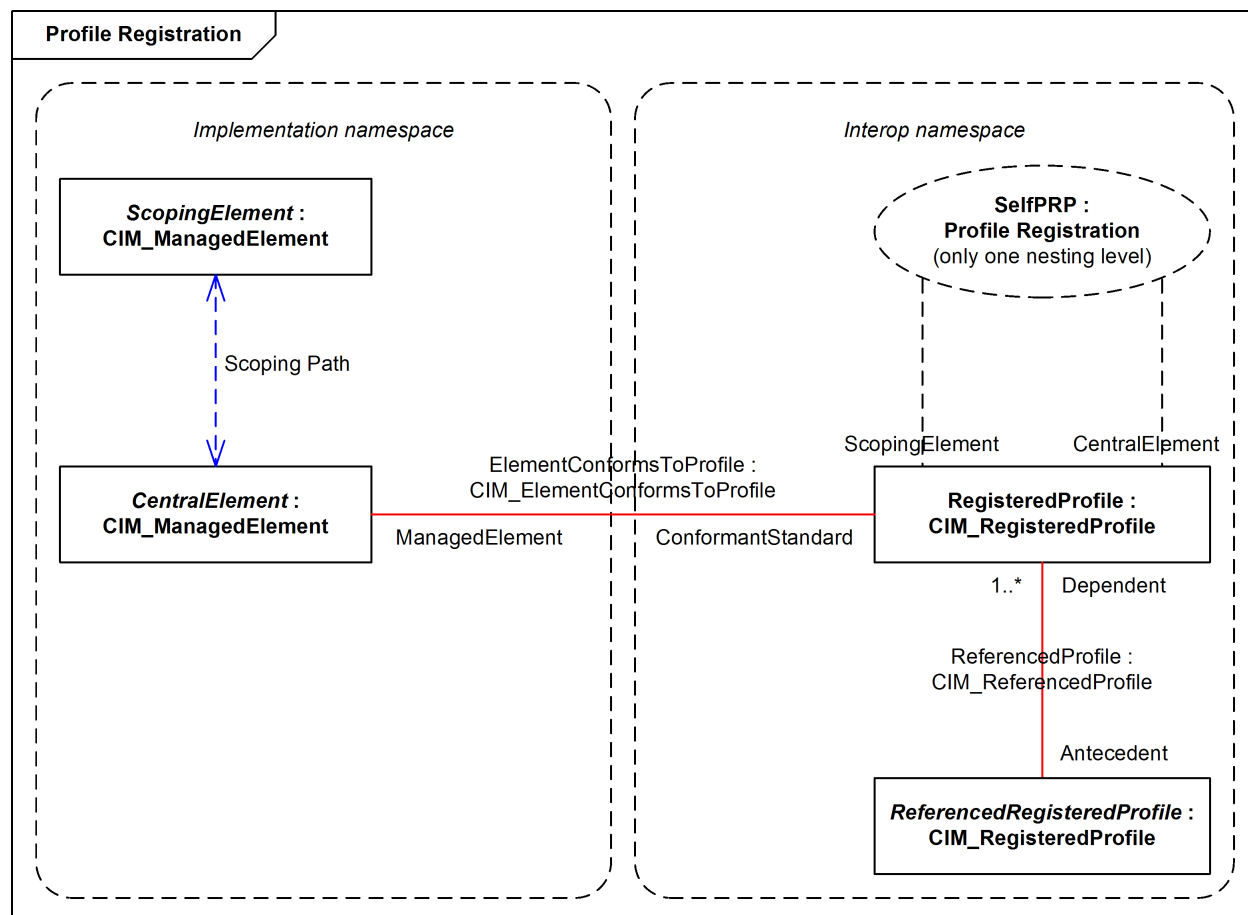 Profile Registration
Implementation namespace
Interop namespace
ScopingElement :
CIM_ManagedElement
SelfPRP :
Profile Registration
(only one nesting level)
Scoping Path
ScopingElement
CentralElement
ElementConformsToProfile :
CIM_ElementConformsToProfile
CentralElement :
CIM_ManagedElement
RegisteredProfile :
CIM_RegisteredProfile
ManagedElement
ConformantStandard
1..*
Dependent
ReferencedProfile :
CIM_ReferencedProfile
Antecedent
ReferencedRegisteredProfile :
CIM_RegisteredProfile